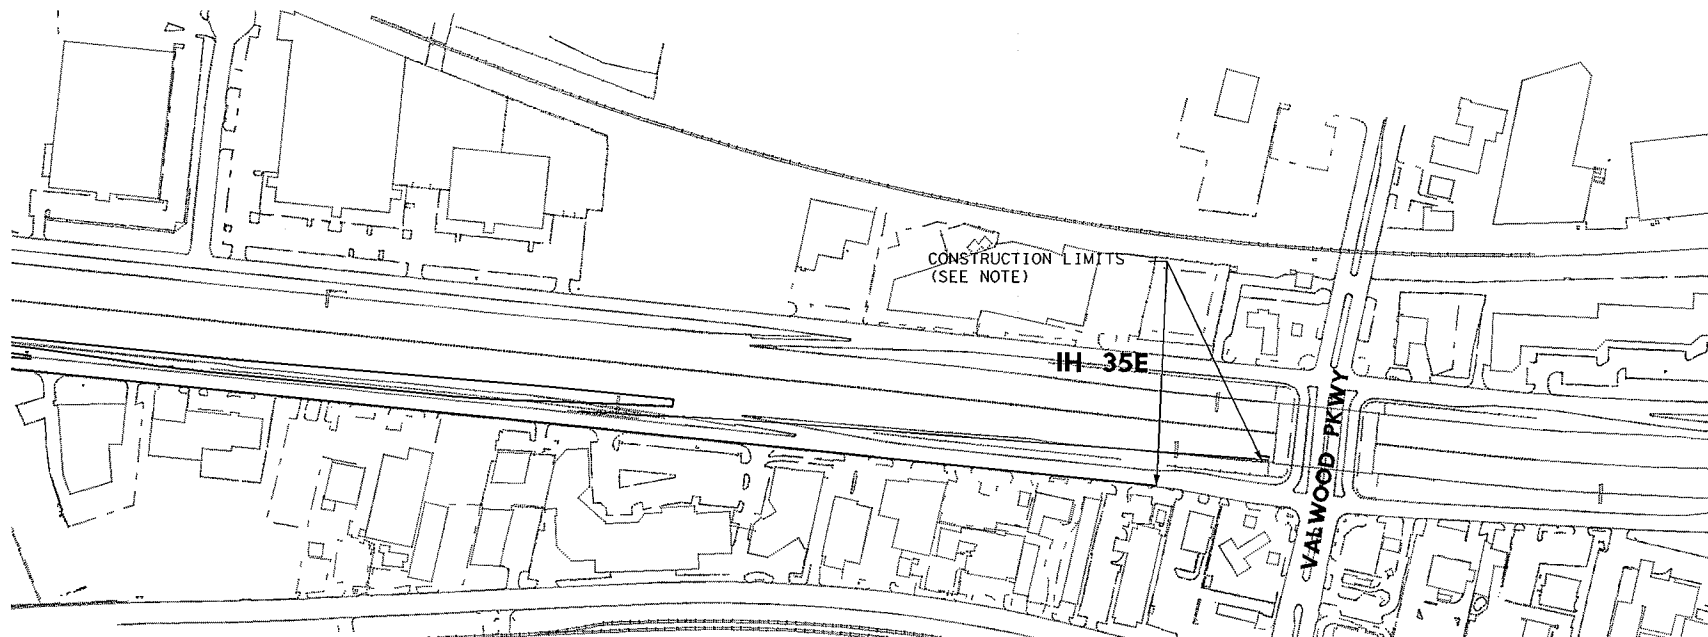 CONSTRUCTION LIMITS
(SEE NOTE)
IH 35E
VALWOOD PKWY